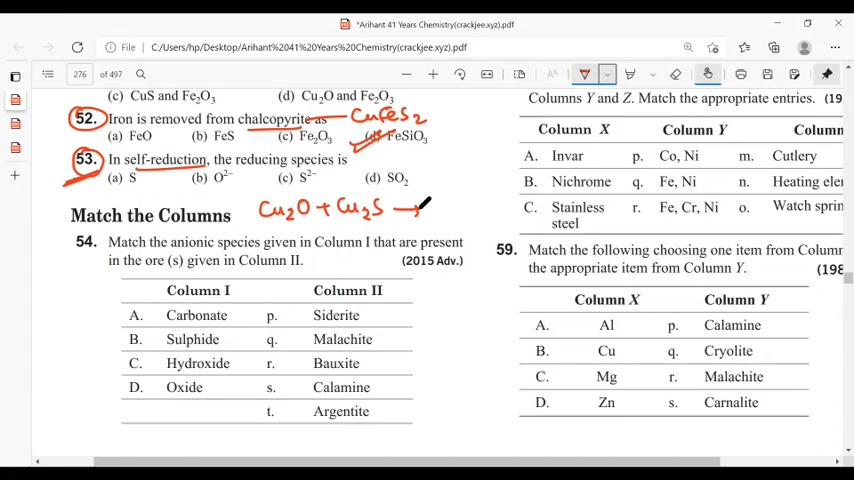 *Arihant 41 Years Chemistry(crackjee.xyz).pdf
File
C:/Users/hp/Desktop/Arihant%2041%20Years%20Chemistry(crackjee.xyz).pdf
276 of 497
(c) CuS and Fe2O3 (d) Cu2O and Fe2O3
52. Iron is removed from chalcopyrite as CuFeS2
(a) FeO (b) FeS (c) Fe2O3 (d) FeSiO3
53. In self-reduction, the reducing species is
(a) S (b) O2– (c) S2– (d) SO2
Cu2O + Cu2S →
Match the Columns
54. Match the anionic species given in Column I that are present
in the ore (s) given in Column II. (2015 Adv.)
Column I Column II
A. Carbonate p. Siderite
B. Sulphide q. Malachite
C. Hydroxide r. Bauxite
D. Oxide s. Calamine
t. Argentite
Columns Y and Z. Match the appropriate entries. (19
Column X Column Y Column
A. Invar p. Co, Ni m. Cutlery
B. Nichrome q. Fe, Ni n. Heating ele
C. Stainless steel r. Fe, Cr, Ni o. Watch sprin
59. Match the following choosing one item from Column
the appropriate item from Column Y. (198
Column X Column Y
A. Al p. Calamine
B. Cu q. Cryolite
C. Mg r. Malachite
D. Zn s. Carnalite